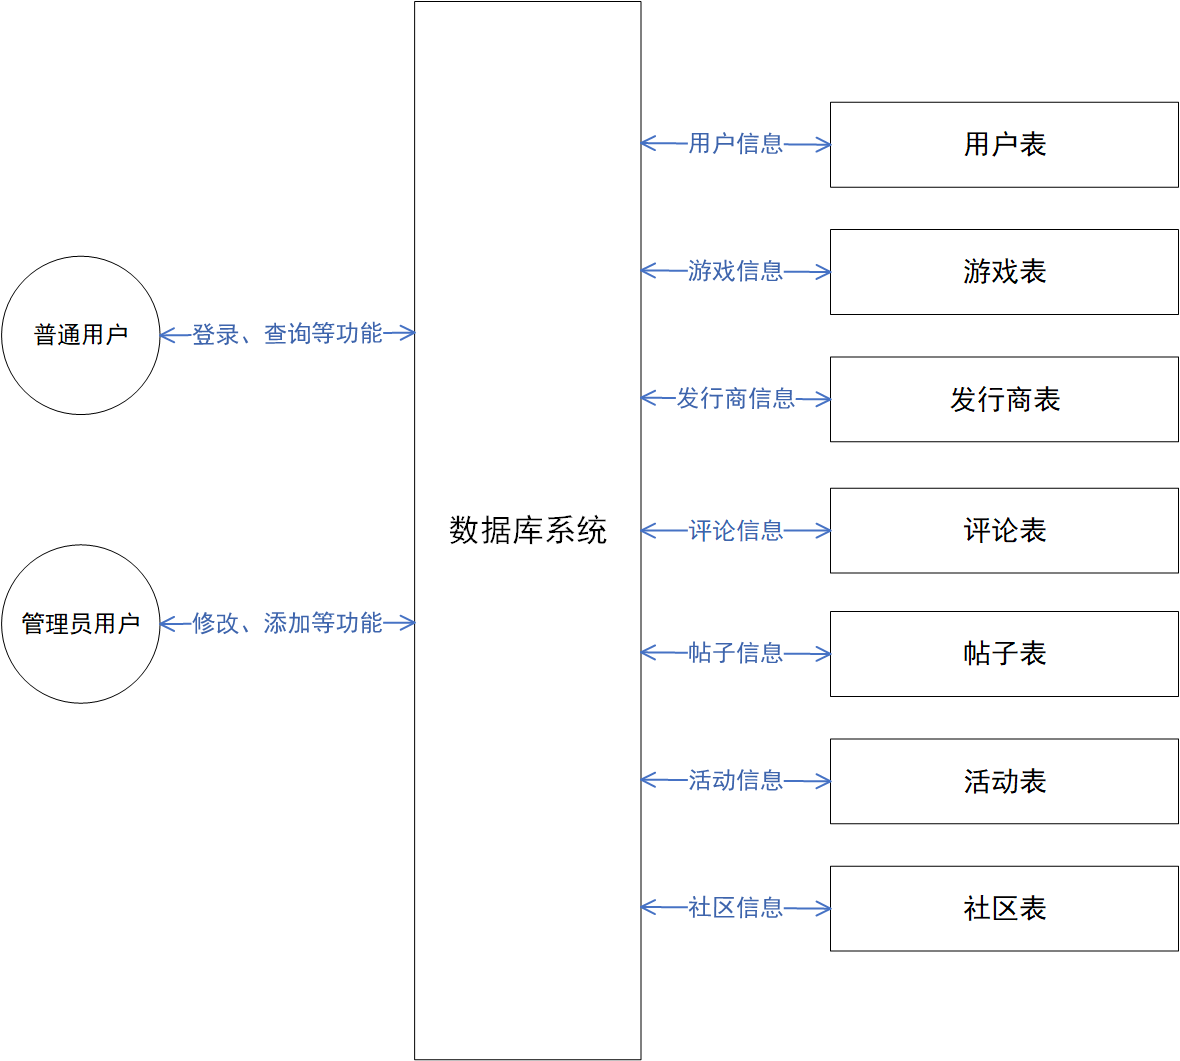 用户信息
用户表
游戏信息
游戏表
普通用户
登录、查询等功能
发行商信息
发行商表
数据库系统
评论信息
评论表
管理员用户
修改、添加等功能
帖子信息
帖子表
活动信息
活动表
社区信息
社区表